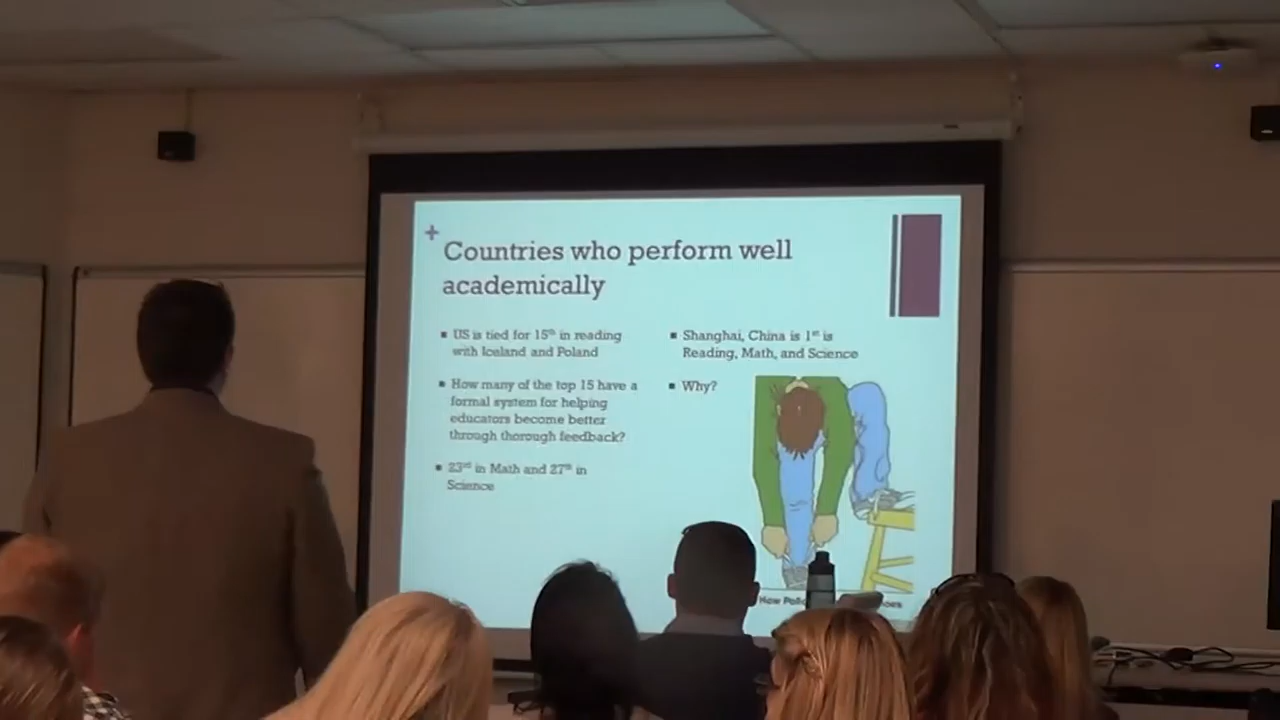 +
Countries who perform well
academically
▪ US is tied for 15th in reading
with Iceland and Poland
▪ How many of the top 15 have a
formal system for helping
educators become better
through thorough feedback?
▪ 23rd in Math and 27th in
Science
▪ Shanghai, China is 1st is
Reading, Math, and Science
▪ Why?
How